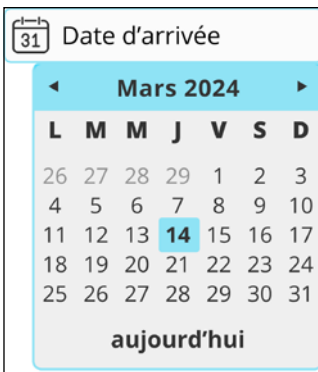 31 Date d’arrivée
◄ Mars 2024 ►
L M M J V S D
26 27 28 29 1 2 3
4 5 6 7 8 9 10
11 12 13 14 15 16 17
18 19 20 21 22 23 24
25 26 27 28 29 30 31
aujourd’hui